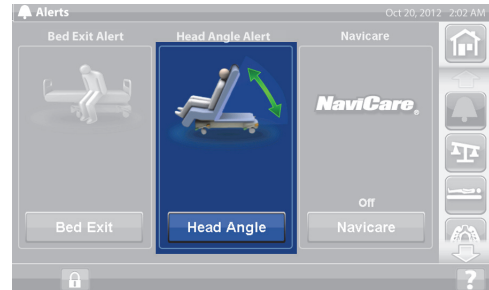 Alerts
Oct 20, 2012 2:02 AM
Bed Exit Alert
Head Angle Alert
Navicare
NaviCare®
Off
Bed Exit
Head Angle
Navicare
?